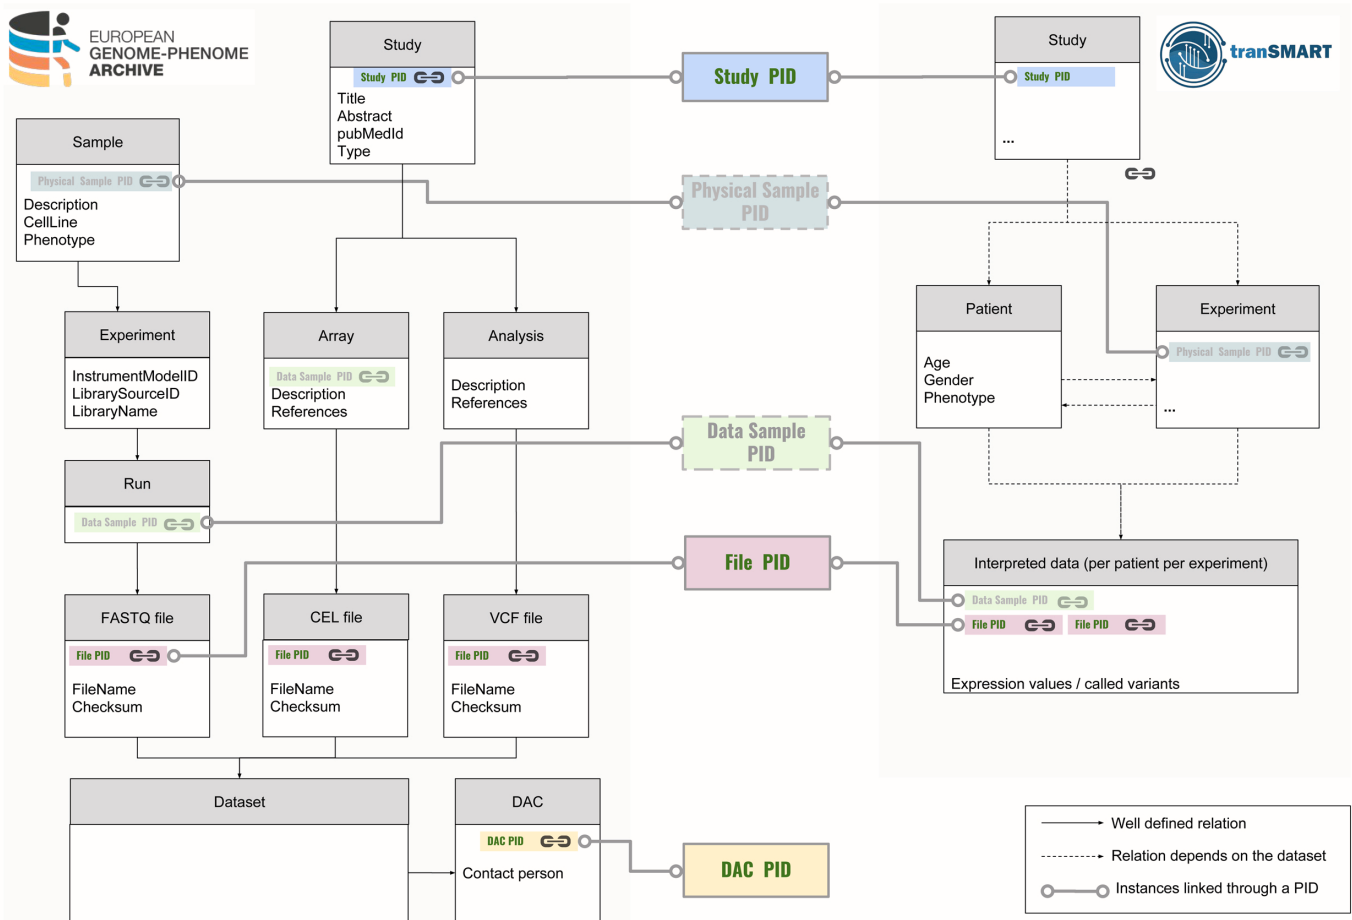 EUROPEAN
GENOME-PHENOME
ARCHIVE
Study
Study PID
Title
Abstract
pubMedId
Type
Sample
Physical Sample PID
Description
CellLine
Phenotype
Experiment
InstrumentModelID
LibrarySourceID
LibraryName
Array
Data Sample PID
Description
References
Analysis
Description
References
Run
Data Sample PID
FASTQ file
File PID
FileName
Checksum
CEL file
File PID
FileName
Checksum
VCF file
File PID
FileName
Checksum
Dataset
DAC
DAC PID
Contact person
Study PID
Physical Sample
PID
Data Sample
PID
File PID
DAC PID
tranSMART
Study
Study PID
...
Patient
Age
Gender
Phenotype
Experiment
Physical Sample PID
...
Interpreted data (per patient per experiment)
Data Sample PID
File PID File PID
Expression values / called variants
Well defined relation
Relation depends on the dataset
Instances linked through a PID